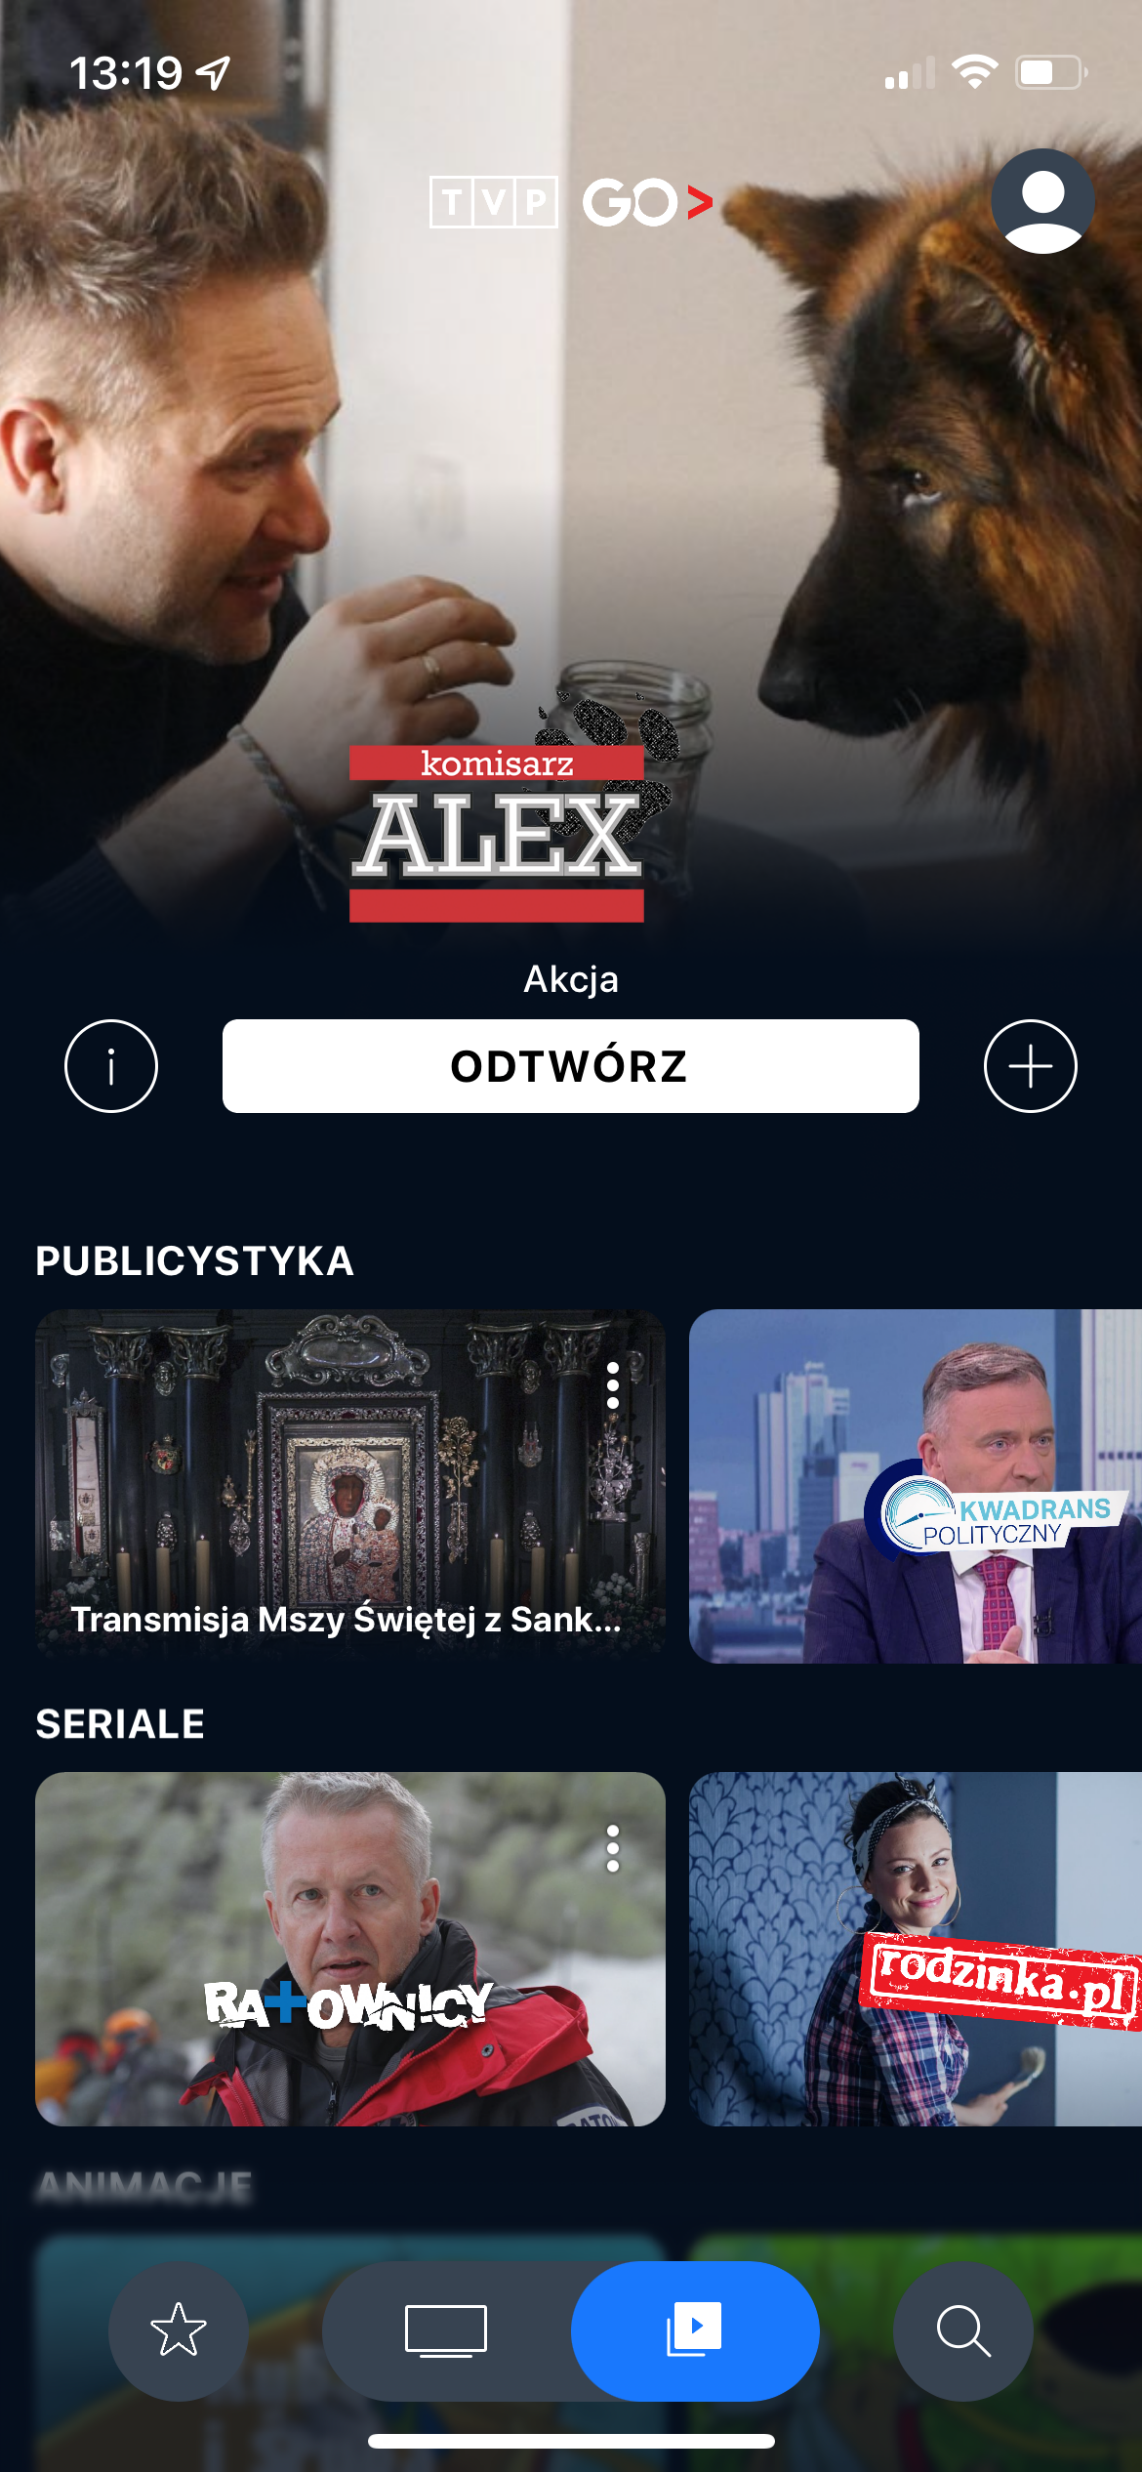 13:19
TVP GO>
komisarz
ALEX
Akcja
ODTWÓRZ
PUBLICYSTYKA
Transmisja Mszy Świętej z Sank...
KWADRANS
POLITYCZNY
SERIALE
RATOWNICY
rodzinka.pl
ANIMACJE